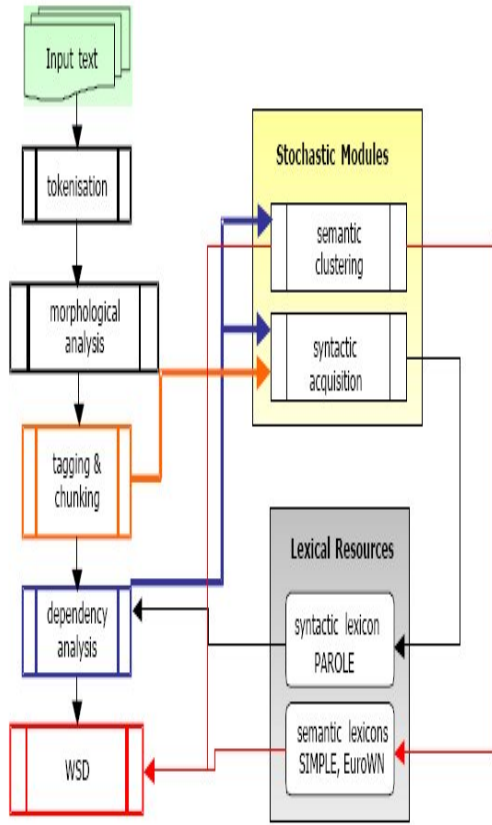 Input text
tokenisation
morphological
analysis
tagging &
chunking
dependency
analysis
WSD
Stochastic Modules
semantic
clustering
syntactic
acquisition
Lexical Resources
syntactic lexicon
PAROLE
semantic lexicons
SIMPLE, EuroWN